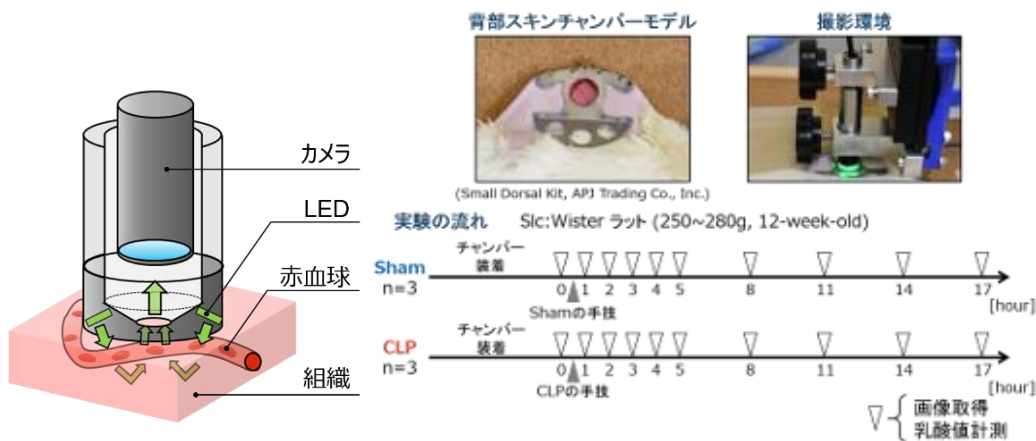 背部スキンチャンバーモデル
撮影環境
(Small Dorsal Kit, APJ Trading Co., Inc.)
カメラ
LED
赤血球
組織
実験の流れ Slc:Wister ラット (250~280g, 12-week-old)
チャンバー
装着
Sham
n=3
0 1 2 3 4 5 8 11 14 17
[hour]
Shamの手技
チャンバー
装着
CLP
n=3
0 1 2 3 4 5 8 11 14 17
[hour]
CLPの手技
画像取得
乳酸値計測